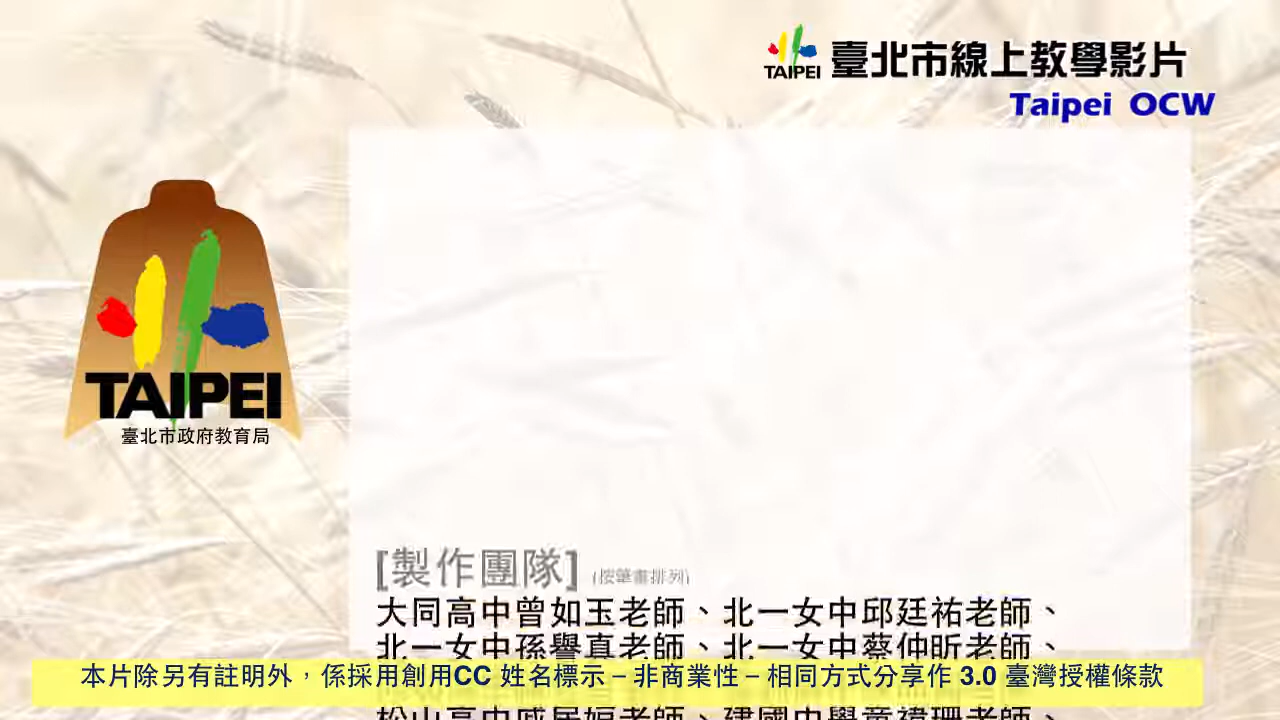 TAIPEI 臺北市線上教學影片
Taipei OCW
TAIPEI
臺北市政府教育局
[製作團隊] (按筆畫排列)
大同高中曾如玉老師、北一女中邱廷祐老師、
北一女中孫譽真老師、北一女中蔡仲昕老師、
本片除另有註明外，係採用創用CC 姓名標示－非商業性－相同方式分享作 3.0 臺灣授權條款